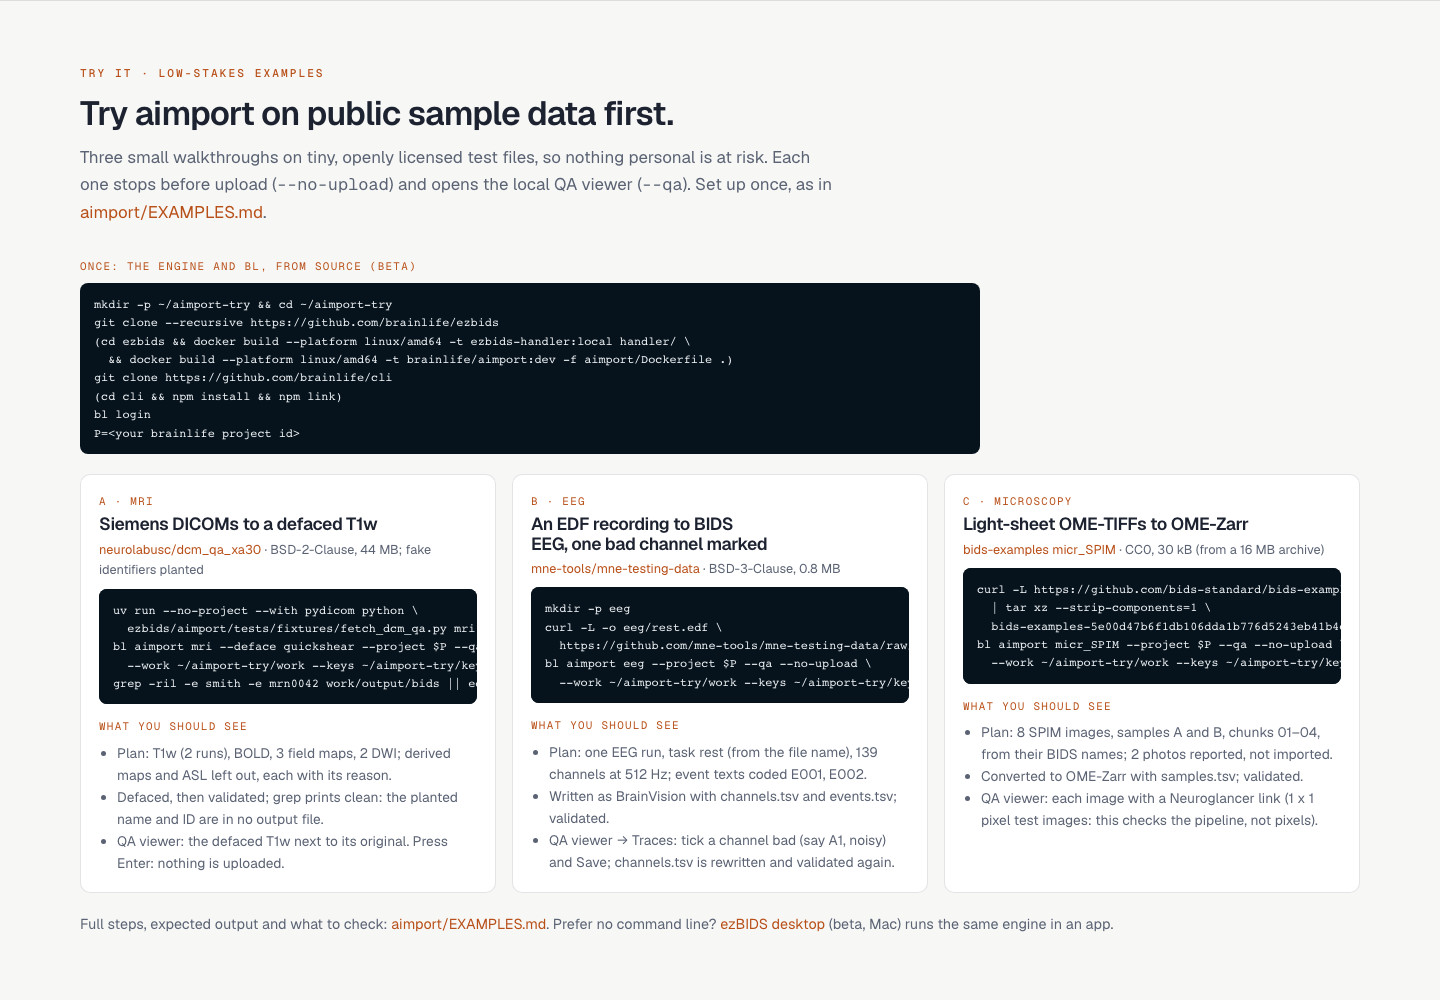 TRY IT · LOW-STAKES EXAMPLES
Try aimport on public sample data first.
Three small walkthroughs on tiny, openly licensed test files, so nothing personal is at risk. Each
one stops before upload (--no-upload) and opens the local QA viewer (--qa). Set up once, as in
aimport/EXAMPLES.md.
ONCE: THE ENGINE AND BL, FROM SOURCE (BETA)
mkdir -p ~/aimport-try && cd ~/aimport-try
git clone --recursive https://github.com/brainlife/ezbids
(cd ezbids && docker build --platform linux/amd64 -t ezbids-handler:local handler/ \
  && docker build --platform linux/amd64 -t brainlife/aimport:dev -f aimport/Dockerfile .)
git clone https://github.com/brainlife/cli
(cd cli && npm install && npm link)
bl login
P=<your brainlife project id>
A · MRI
Siemens DICOMs to a defaced T1w
neurolabusc/dcm_qa_xa30 · BSD-2-Clause, 44 MB; fake
identifiers planted
uv run --no-project --with pydicom python \
  ezbids/aimport/tests/fixtures/fetch_dcm_qa.py mri
bl aimport mri --deface quickshear --project $P --q
  --work ~/aimport-try/work --keys ~/aimport-try/ke
grep -ril -e smith -e mrn0042 work/output/bids || e
WHAT YOU SHOULD SEE
• Plan: T1w (2 runs), BOLD, 3 field maps, 2 DWI; derived
maps and ASL left out, each with its reason.
• Defaced, then validated; grep prints clean: the planted
name and ID are in no output file.
• QA viewer: the defaced T1w next to its original. Press
Enter: nothing is uploaded.
B · EEG
An EDF recording to BIDS
EEG, one bad channel marked
mne-tools/mne-testing-data · BSD-3-Clause, 0.8 MB
mkdir -p eeg
curl -L -o eeg/rest.edf \
  https://github.com/mne-tools/mne-testing-data/raw
bl aimport eeg --project $P --qa --no-upload \
  --work ~/aimport-try/work --keys ~/aimport-try/ke
WHAT YOU SHOULD SEE
• Plan: one EEG run, task rest (from the file name), 139
channels at 512 Hz; event texts coded E001, E002.
• Written as BrainVision with channels.tsv and events.tsv;
validated.
• QA viewer → Traces: tick a channel bad (say A1, noisy)
and Save; channels.tsv is rewritten and validated again.
C · MICROSCOPY
Light-sheet OME-TIFFs to OME-Zarr
bids-examples micr_SPIM · CC0, 30 kB (from a 16 MB archive)
curl -L https://github.com/bids-standard/bids-examp
  | tar xz --strip-components=1 \
  bids-examples-5e00d47b6f1db106dda1b776d5243eb41b4
bl aimport micr_SPIM --project $P --qa --no-upload
  --work ~/aimport-try/work --keys ~/aimport-try/ke
WHAT YOU SHOULD SEE
• Plan: 8 SPIM images, samples A and B, chunks 01–04,
from their BIDS names; 2 photos reported, not imported.
• Converted to OME-Zarr with samples.tsv; validated.
• QA viewer: each image with a Neuroglancer link (1 x 1
pixel test images: this checks the pipeline, not pixels).
Full steps, expected output and what to check: aimport/EXAMPLES.md. Prefer no command line? ezBIDS desktop (beta, Mac) runs the same engine in an app.